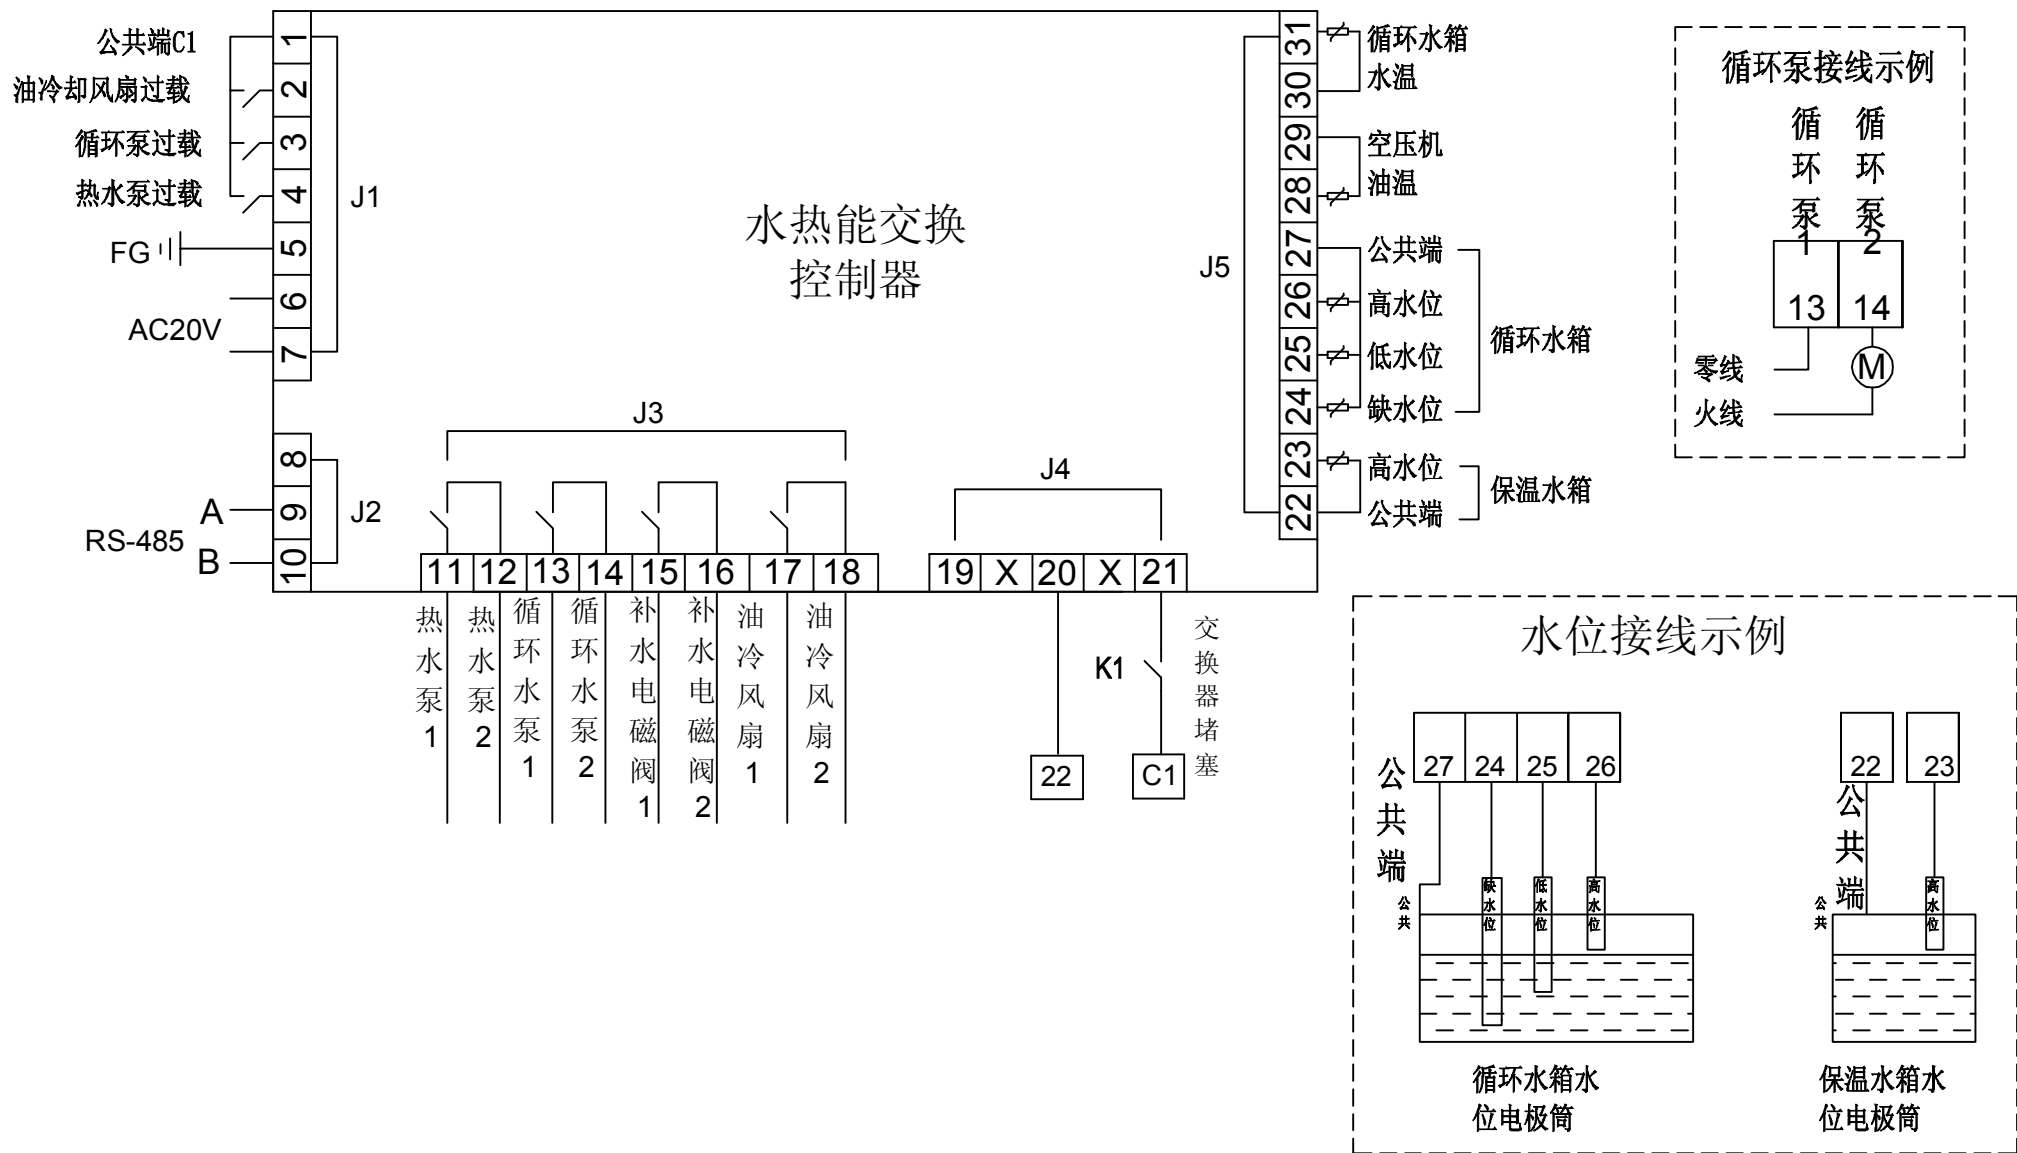 公共端C1
油冷却风扇过载
循环泵过载
热水泵过载
FG
AC20V
1
2
3
4
5
6
7
J1
8
9
10
J2
A
RS-485
B
水热能交换
控制器
J3
11
12
13
14
15
16
17
18
热水泵1
热水泵2
循环水泵1
循环水泵2
补水电磁阀1
补水电磁阀2
油冷风扇1
油冷风扇2
J4
19
X
20
X
21
22
K1
C1
交换器堵塞
J5
31
30
29
28
27
26
25
24
23
22
循环水箱
水温
空压机
油温
公共端
高水位
低水位
缺水位
循环水箱
高水位
公共端
保温水箱
循环泵接线示例
循环泵1
循环泵2
13
14
零线
火线
M
水位接线示例
公共端
27
24
25
26
公共
缺水位
低水位
高水位
循环水箱水
位电极筒
22
23
公共端
公共
高水位
保温水箱水
位电极筒